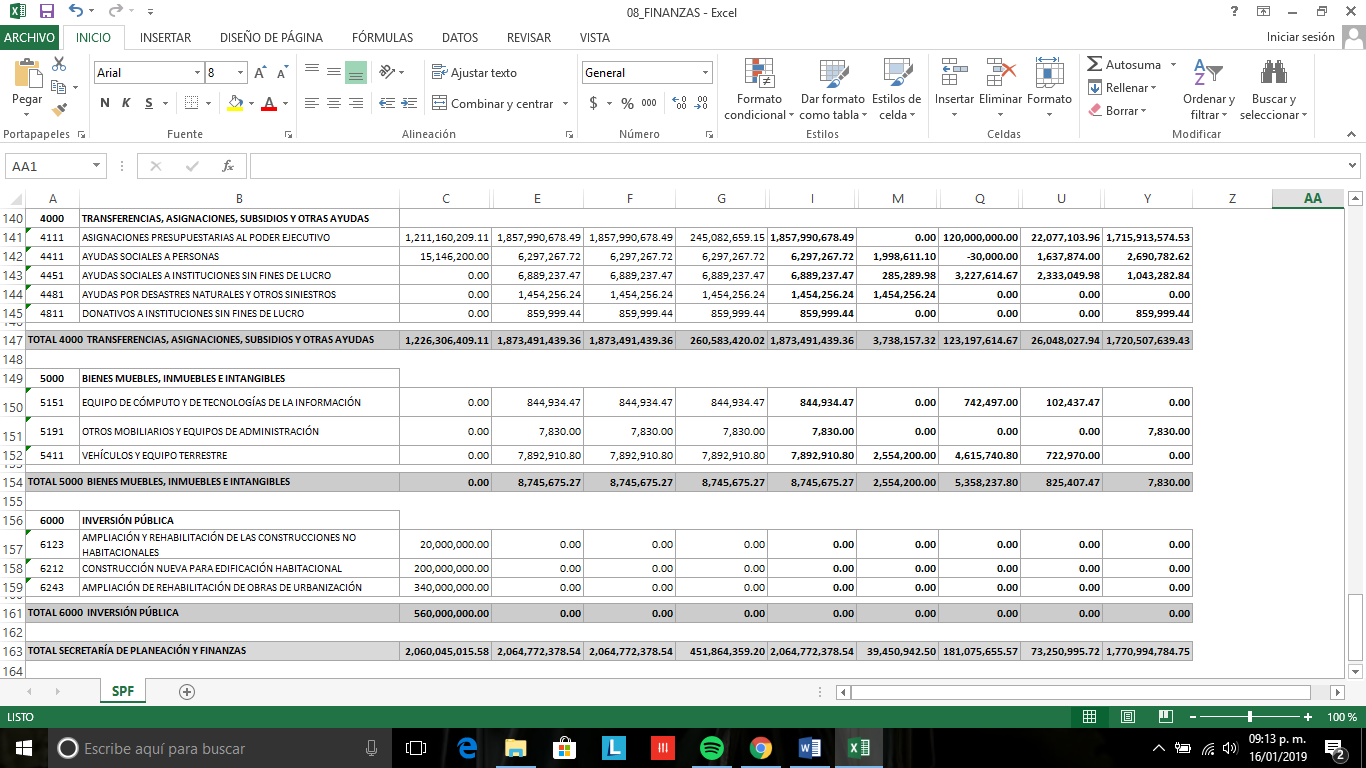 08_FINANZAS - Excel
ARCHIVO INICIO INSERTAR DISEÑO DE PÁGINA FÓRMULAS DATOS REVISAR VISTA Iniciar sesión
Pegar
Arial 8
N K S
Ajustar texto
Combinar y centrar
General
$ % 000
Formato condicional
Dar formato como tabla
Estilos de celda
Insertar Eliminar Formato
Autosuma
Rellenar
Borrar
Ordenar y filtrar
Buscar y seleccionar
Portapapeles Fuente Alineación Número Estilos Celdas Modificar
AA1 fx
A B C E F G I M Q U Y Z AA
140 4000 TRANSFERENCIAS, ASIGNACIONES, SUBSIDIOS Y OTRAS AYUDAS
141 4111 ASIGNACIONES PRESUPUESTARIAS AL PODER EJECUTIVO 1,211,160,209.11 1,857,990,678.49 1,857,990,678.49 245,082,659.15 1,857,990,678.49 0.00 120,000,000.00 22,077,103.96 1,715,913,574.53
142 4411 AYUDAS SOCIALES A PERSONAS 15,146,200.00 6,297,267.72 6,297,267.72 6,297,267.72 6,297,267.72 1,998,611.10 -30,000.00 1,637,874.00 2,690,782.62
143 4451 AYUDAS SOCIALES A INSTITUCIONES SIN FINES DE LUCRO 0.00 6,889,237.47 6,889,237.47 6,889,237.47 6,889,237.47 285,289.98 3,227,614.67 2,333,049.98 1,043,282.84
144 4481 AYUDAS POR DESASTRES NATURALES Y OTROS SINIESTROS 0.00 1,454,256.24 1,454,256.24 1,454,256.24 1,454,256.24 1,454,256.24 0.00 0.00 0.00
145 4811 DONATIVOS A INSTITUCIONES SIN FINES DE LUCRO 0.00 859,999.44 859,999.44 859,999.44 859,999.44 0.00 0.00 0.00 859,999.44
147 TOTAL 4000 TRANSFERENCIAS, ASIGNACIONES, SUBSIDIOS Y OTRAS AYUDAS 1,226,306,409.11 1,873,491,439.36 1,873,491,439.36 260,583,420.02 1,873,491,439.36 3,738,157.32 123,197,614.67 26,048,027.94 1,720,507,639.43
148
149 5000 BIENES MUEBLES, INMUEBLES E INTANGIBLES
150 5151 EQUIPO DE CÓMPUTO Y DE TECNOLOGÍAS DE LA INFORMACIÓN 0.00 844,934.47 844,934.47 844,934.47 844,934.47 0.00 742,497.00 102,437.47 0.00
151 5191 OTROS MOBILIARIOS Y EQUIPOS DE ADMINISTRACIÓN 0.00 7,830.00 7,830.00 7,830.00 7,830.00 0.00 0.00 0.00 7,830.00
152 5411 VEHÍCULOS Y EQUIPO TERRESTRE 0.00 7,892,910.80 7,892,910.80 7,892,910.80 7,892,910.80 2,554,200.00 4,615,740.80 722,970.00 0.00
154 TOTAL 5000 BIENES MUEBLES, INMUEBLES E INTANGIBLES 0.00 8,745,675.27 8,745,675.27 8,745,675.27 8,745,675.27 2,554,200.00 5,358,237.80 825,407.47 7,830.00
155
156 6000 INVERSIÓN PÚBLICA
157 6123 AMPLIACIÓN Y REHABILITACIÓN DE LAS CONSTRUCCIONES NO HABITACIONALES 20,000,000.00 0.00 0.00 0.00 0.00 0.00 0.00 0.00 0.00
158 6212 CONSTRUCCIÓN NUEVA PARA EDIFICACIÓN HABITACIONAL 200,000,000.00 0.00 0.00 0.00 0.00 0.00 0.00 0.00 0.00
159 6243 AMPLIACIÓN DE REHABILITACIÓN DE OBRAS DE URBANIZACIÓN 340,000,000.00 0.00 0.00 0.00 0.00 0.00 0.00 0.00 0.00
161 TOTAL 6000 INVERSIÓN PÚBLICA 560,000,000.00 0.00 0.00 0.00 0.00 0.00 0.00 0.00 0.00
162
163 TOTAL SECRETARÍA DE PLANEACIÓN Y FINANZAS 2,060,045,015.58 2,064,772,378.54 2,064,772,378.54 451,864,359.20 2,064,772,378.54 39,450,942.50 181,075,655.57 73,250,995.72 1,770,994,784.75
164
SPF
LISTO 100 %
Escribe aquí para buscar
09:13 p. m.
16/01/2019
2